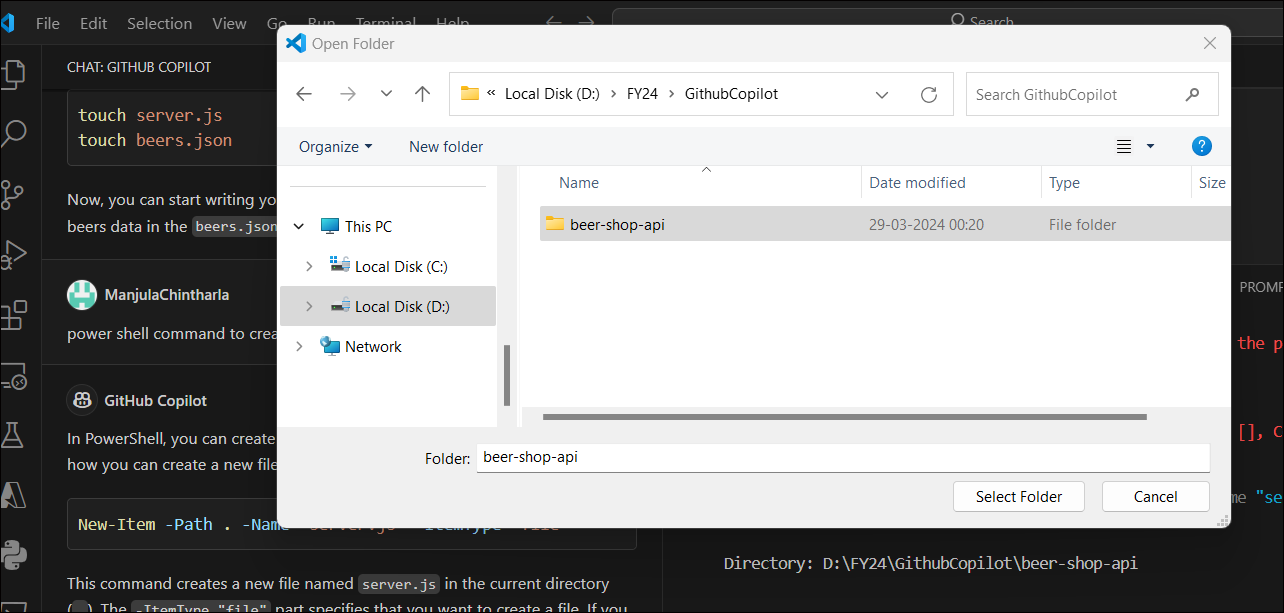 File Edit Selection View Go Run Terminal Help
Search
CHAT: GITHUB COPILOT
touch server.js
touch beers.json
Now, you can start writing yo
beers data in the beers.json
ManjulaChintharla
power shell command to crea
GitHub Copilot
In PowerShell, you can create
how you can create a new file
New-Item -Path . -Name
This command creates a new file named server.js in the current directory
The -ItemType "file" part specifies that you want to create a file. If you
Open Folder
« Local Disk (D:) > FY24 > GithubCopilot
Search GithubCopilot
Organize
New folder
?
Name Date modified Type Size
This PC
Local Disk (C:)
Local Disk (D:)
Network
beer-shop-api 29-03-2024 00:20 File folder
Folder: beer-shop-api
Select Folder Cancel
PROMP
the p
[], C
me "se
Directory: D:\FY24\GithubCopilot\beer-shop-api